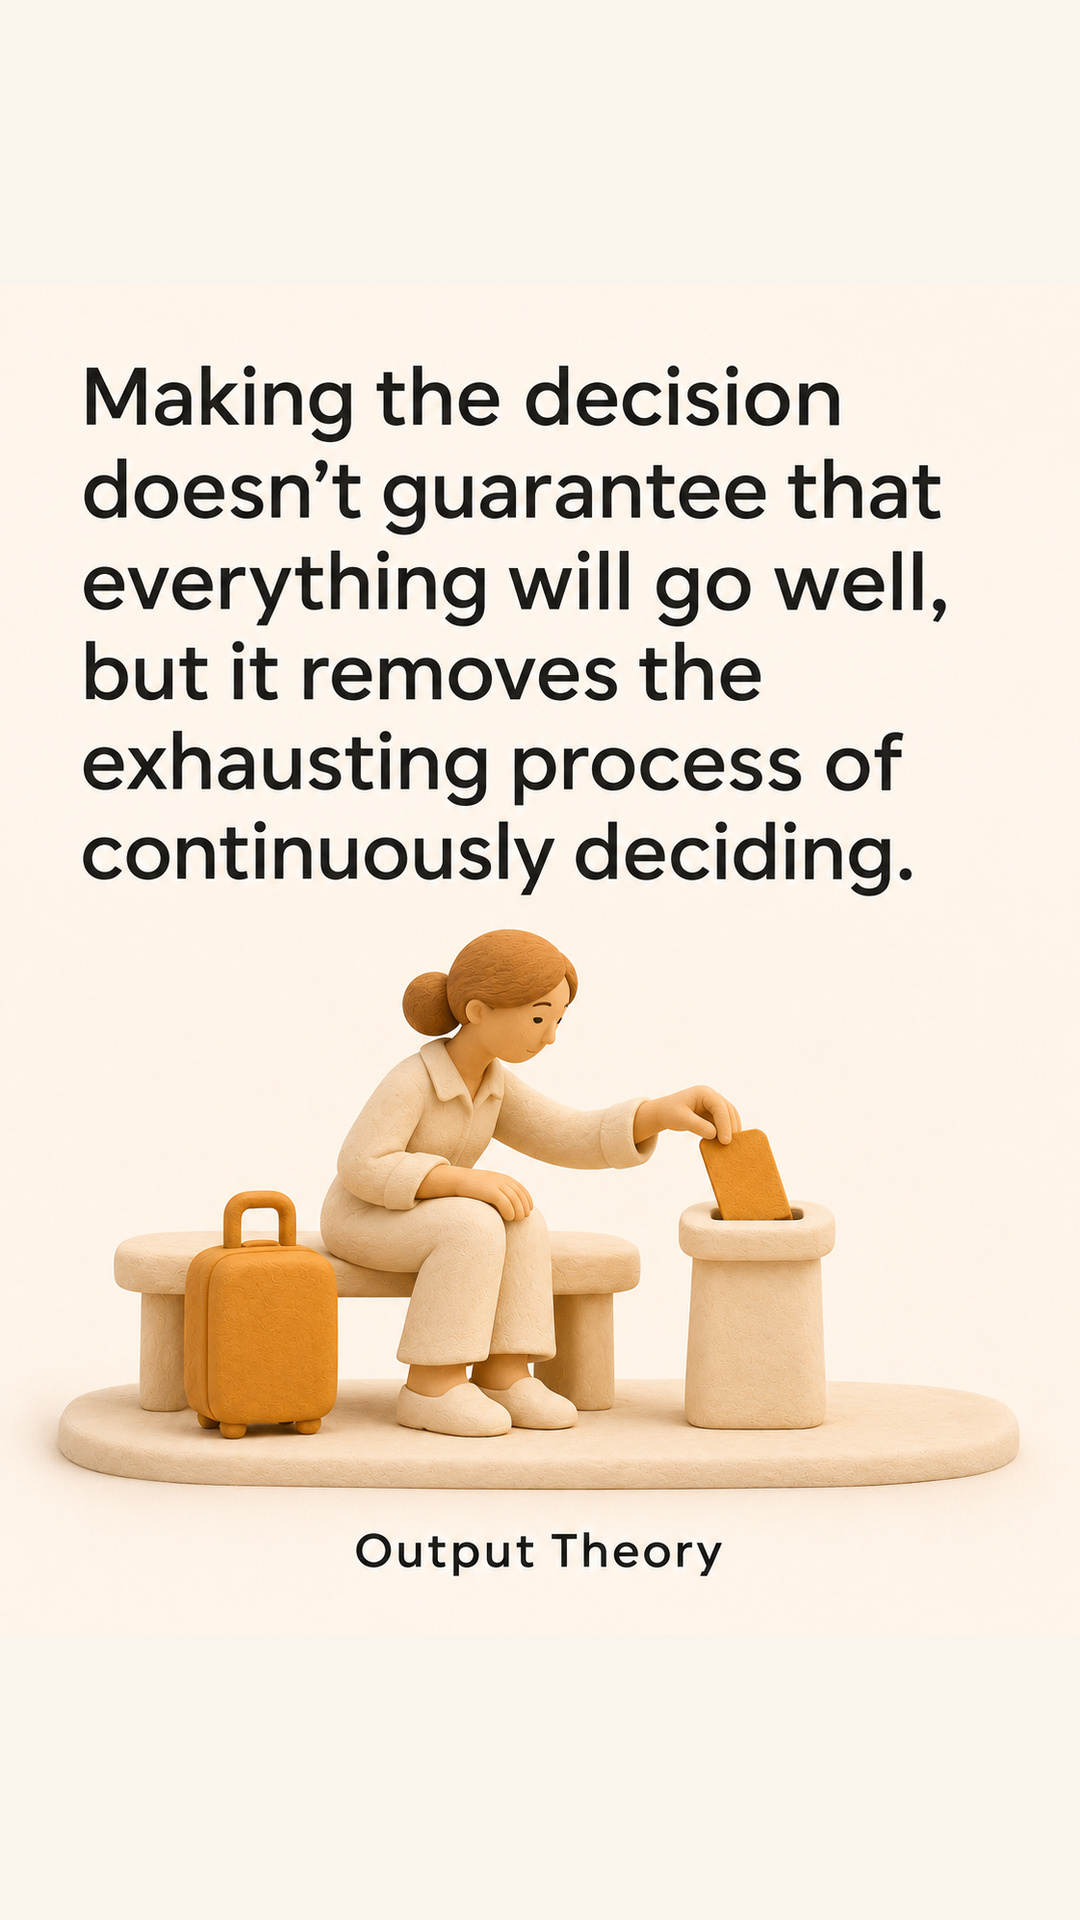 Making the decision
doesn’t guarantee that
everything will go well,
but it removes the
exhausting process of
continuously deciding.
Output Theory